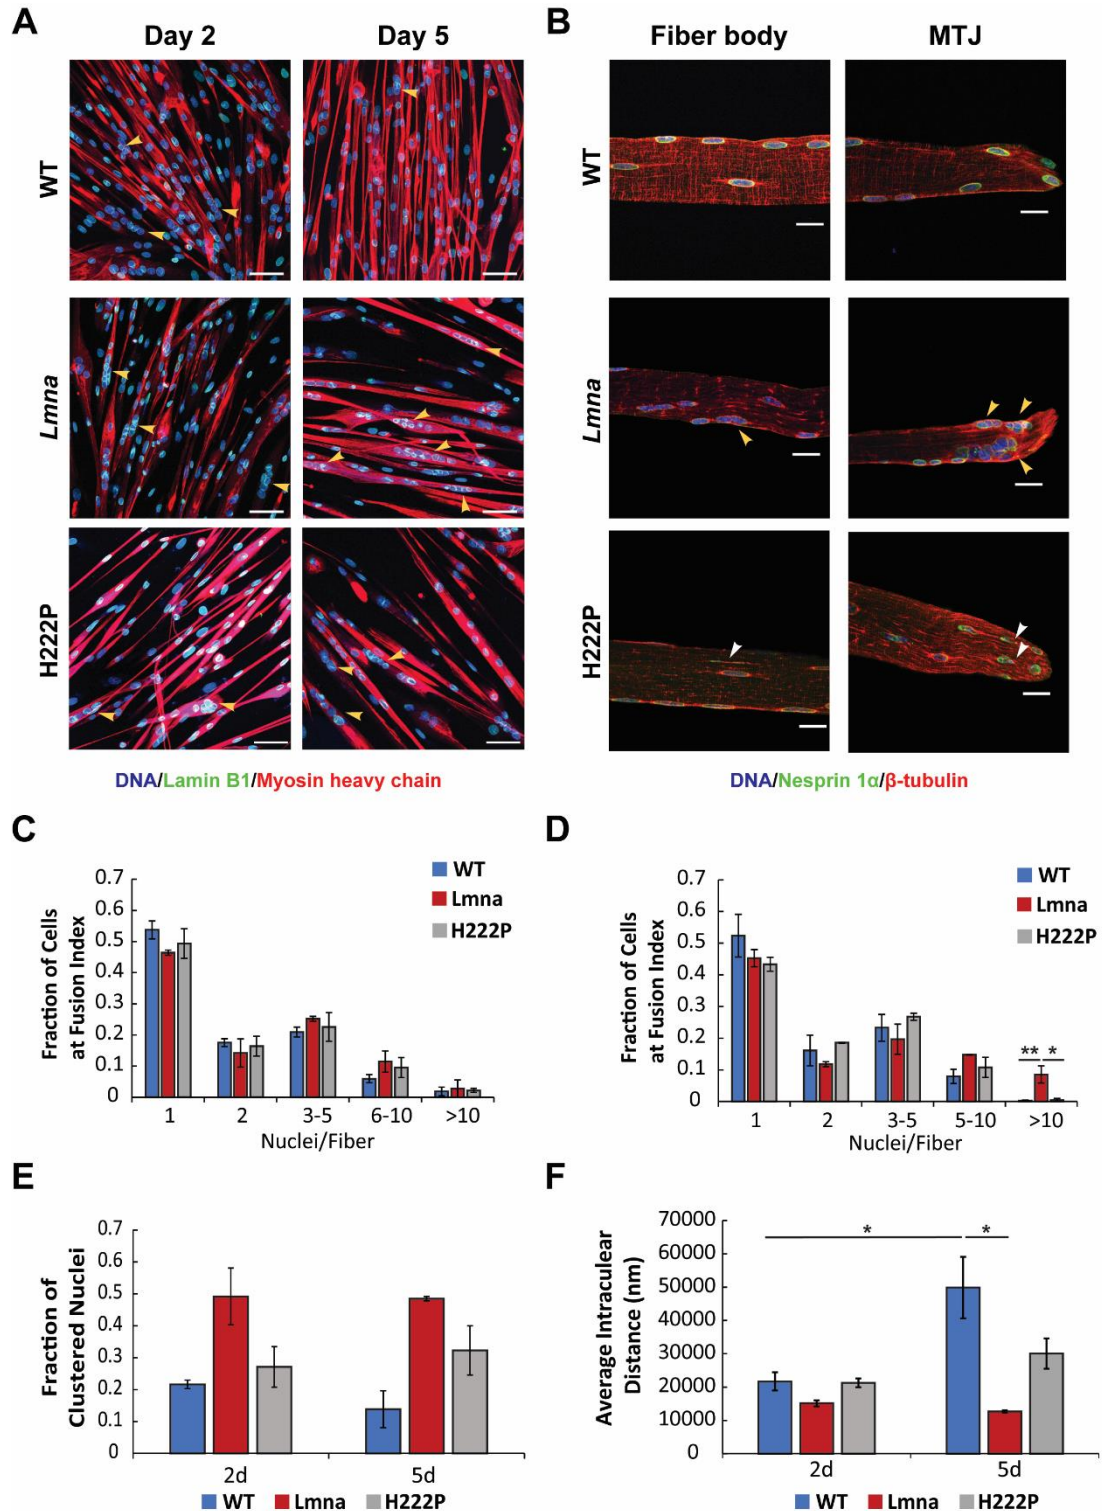 A
Day 2
Day 5
WT
Lmna
H222P
DNA/Lamin B1/Myosin heavy chain
B
Fiber body
MTJ
WT
Lmna
H222P
DNA/Nesprin 1α/β-tubulin
C
Fraction of Cells
at Fusion Index
0.7
0.6
0.5
0.4
0.3
0.2
0.1
0
1
2
3-5
6-10
>10
Nuclei/Fiber
WT
Lmna
H222P
D
Fraction of Cells
at Fusion Index
0.7
0.6
0.5
0.4
0.3
0.2
0.1
0
1
2
3-5
5-10
>10
Nuclei/Fiber
WT
Lmna
H222P
** *
E
Fraction of
Clustered Nuclei
0.7
0.6
0.5
0.4
0.3
0.2
0.1
0
2d
5d
WT Lmna H222P
F
Average Intraculear
Distance (nm)
70000
60000
50000
40000
30000
20000
10000
0
* *
2d
5d
WT Lmna H222P